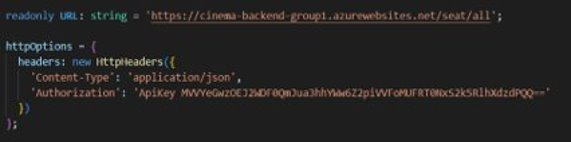 readonly URL: string = 'https://cinema-backend-group1.azurewebsites.net/seat/all';
httpOptions = {
headers: new HttpHeaders({
'Content-Type': 'application/json',
'Authorization': 'ApiKey
})
};